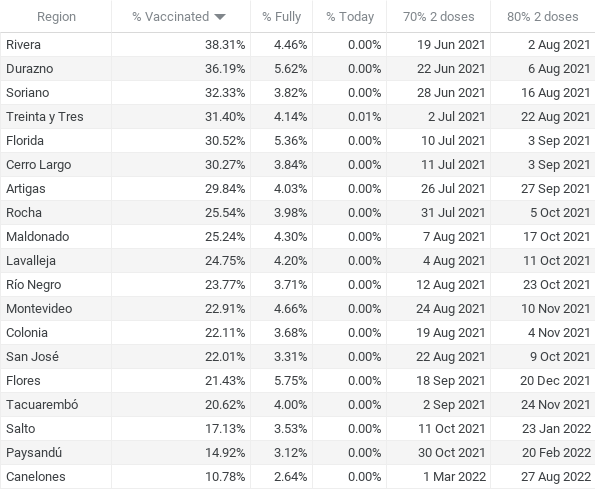 Region % Vaccinated % Fully % Today 70% 2 doses 80% 2 doses
Rivera 38.31% 4.46% 0.00% 19 Jun 2021 2 Aug 2021
Durazno 36.19% 5.62% 0.00% 22 Jun 2021 6 Aug 2021
Soriano 32.33% 3.82% 0.00% 28 Jun 2021 16 Aug 2021
Treinta y Tres 31.40% 4.14% 0.01% 2 Jul 2021 22 Aug 2021
Florida 30.52% 5.36% 0.00% 10 Jul 2021 3 Sep 2021
Cerro Largo 30.27% 3.84% 0.00% 11 Jul 2021 3 Sep 2021
Artigas 29.84% 4.03% 0.00% 26 Jul 2021 27 Sep 2021
Rocha 25.54% 3.98% 0.00% 31 Jul 2021 5 Oct 2021
Maldonado 25.24% 4.30% 0.00% 7 Aug 2021 17 Oct 2021
Lavalleja 24.75% 4.20% 0.00% 4 Aug 2021 11 Oct 2021
Río Negro 23.77% 3.71% 0.00% 12 Aug 2021 23 Oct 2021
Montevideo 22.91% 4.66% 0.00% 24 Aug 2021 10 Nov 2021
Colonia 22.11% 3.68% 0.00% 19 Aug 2021 4 Nov 2021
San José 22.01% 3.31% 0.00% 22 Aug 2021 9 Oct 2021
Flores 21.43% 5.75% 0.00% 18 Sep 2021 20 Dec 2021
Tacuarembó 20.62% 4.00% 0.00% 2 Sep 2021 24 Nov 2021
Salto 17.13% 3.53% 0.00% 11 Oct 2021 23 Jan 2022
Paysandú 14.92% 3.12% 0.00% 30 Oct 2021 20 Feb 2022
Canelones 10.78% 2.64% 0.00% 1 Mar 2022 27 Aug 2022